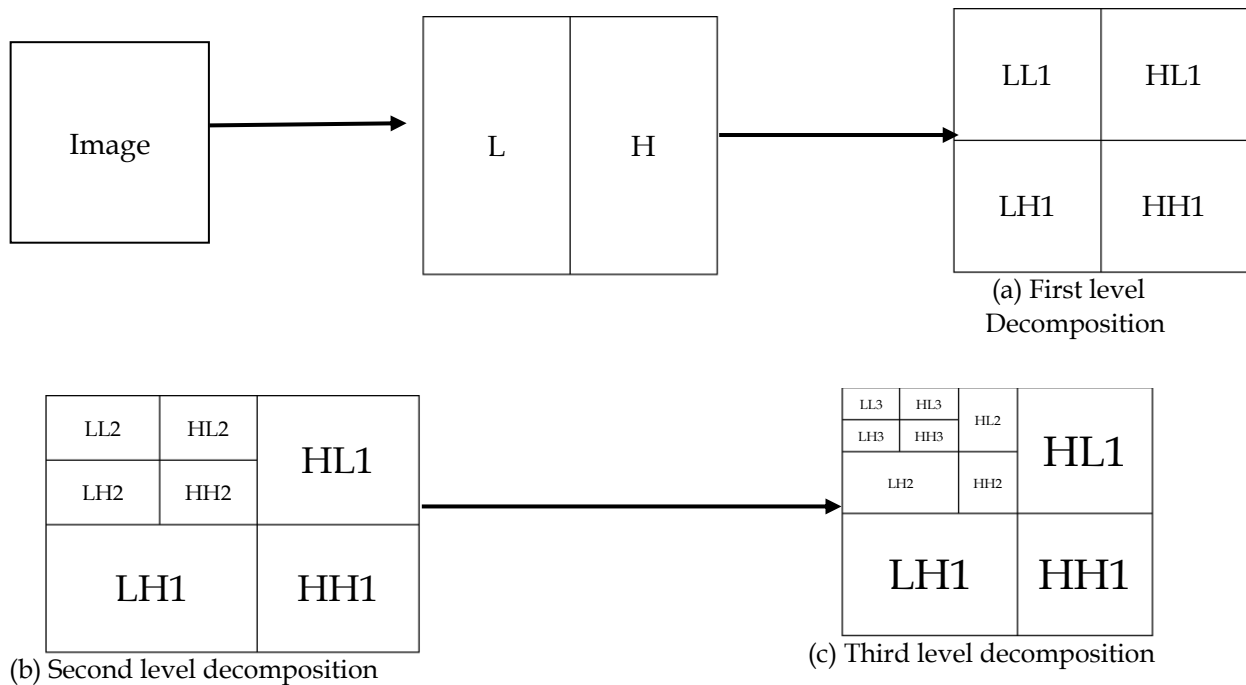 Image
L
H
LL1
HL1
LH1
HH1
(a) First level
Decomposition
LL2
HL2
LH2
HH2
HL1
LH1
HH1
(b) Second level decomposition
LL3
HL3
LH3
HH3
HL2
LH2
HH2
HL1
LH1
HH1
(c) Third level decomposition